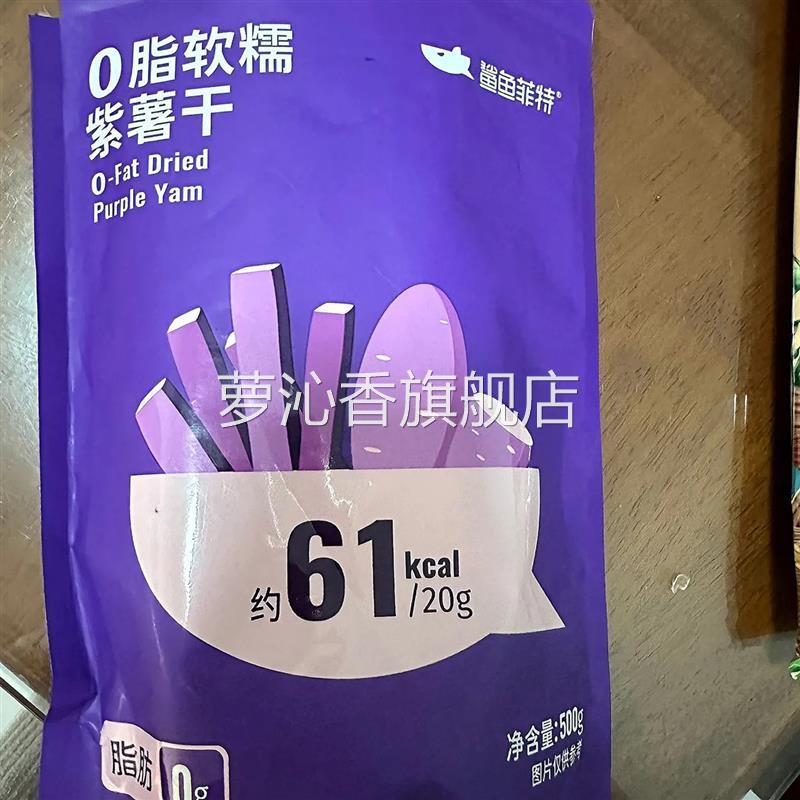 0脂软糯
紫薯干
0-Fat Dried
Purple Yam
鲨鱼菲特®
萝沁香旗舰店
约61kcal/20g
脂肪 0g
净含量:500g
图片仅供参考